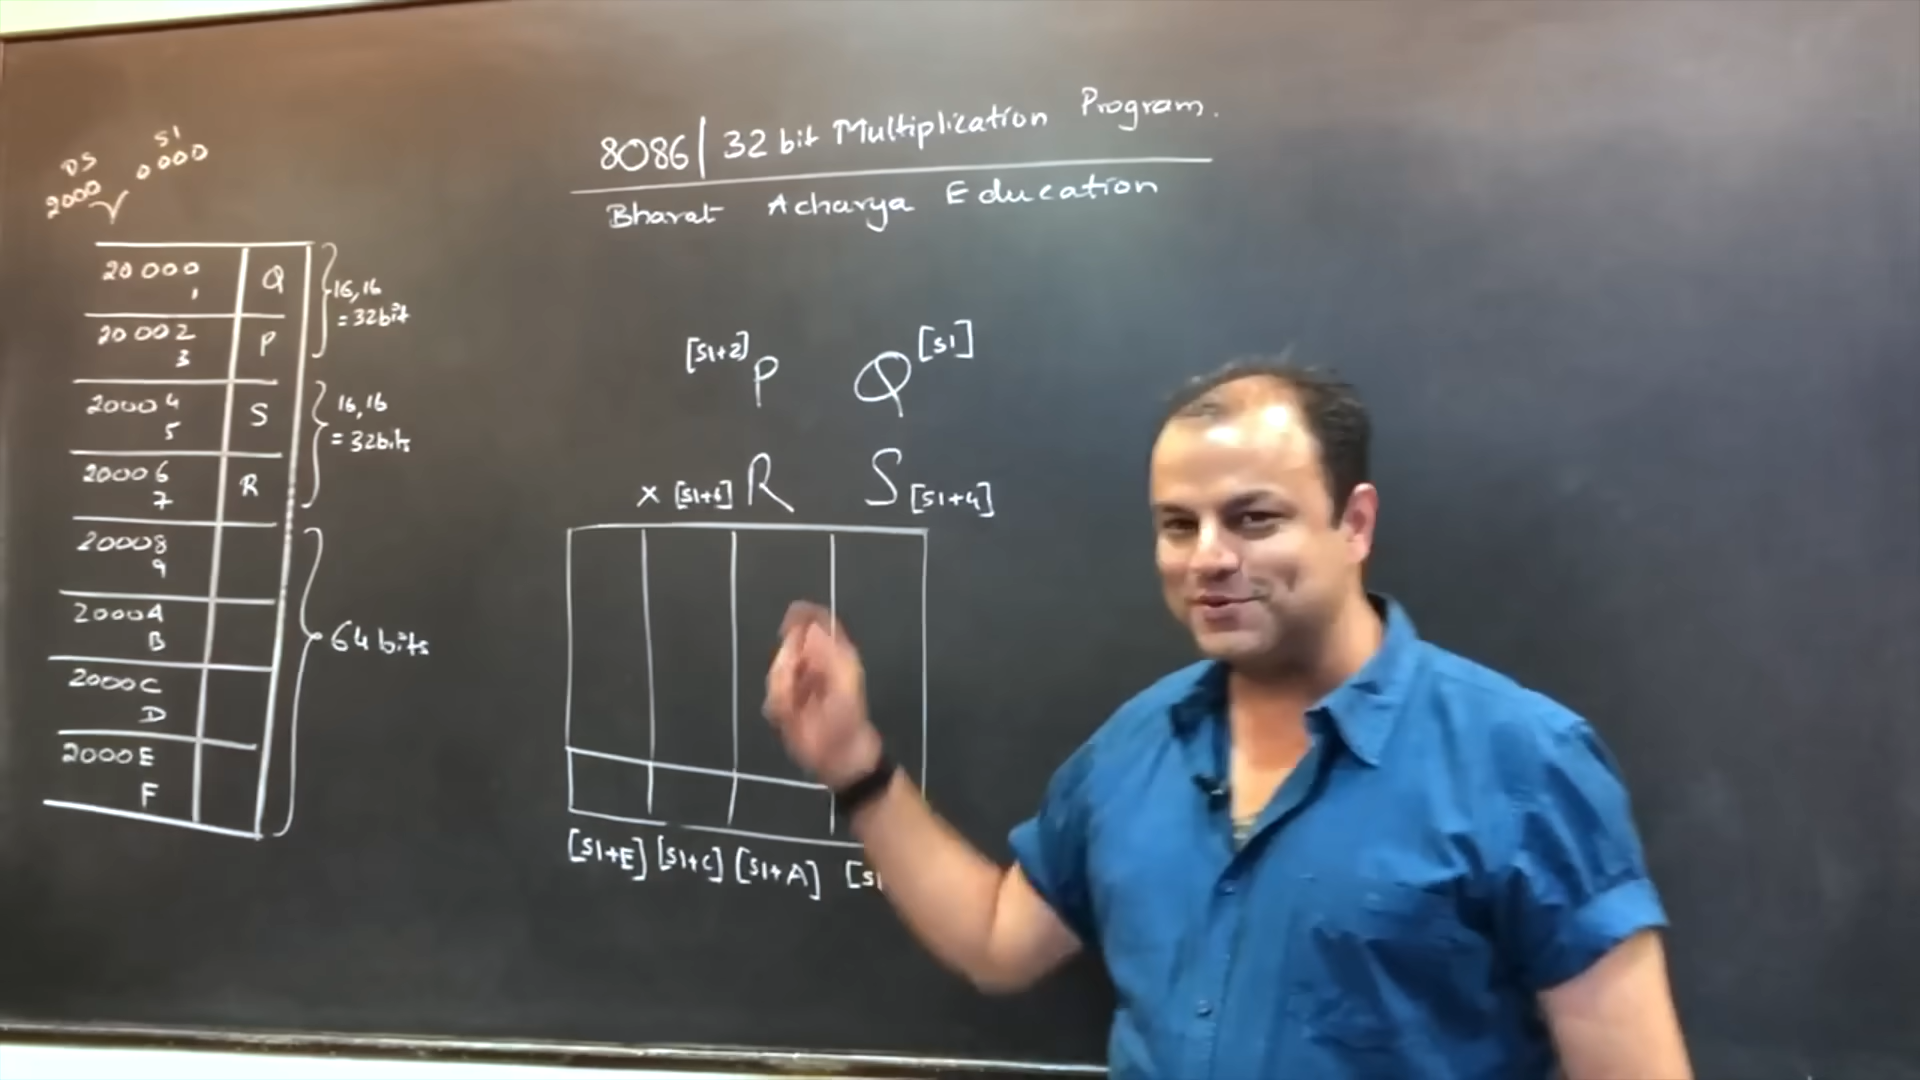 8086 | 32 bit Multiplication Program.
Bharat Acharya Education
DS SI
2000 0000
20000 Q
1
20002 P
3
16,16
= 32bit
20004 S
5
20006 R
7
16,16
= 32bits
20008
9
2000A
B
2000C
D
2000E
F
64 bits
[SI+2] P Q [SI]
x [SI+6] R S [SI+4]
[SI+E] [SI+C] [SI+A] [SI